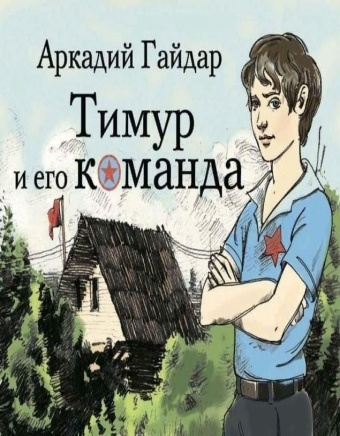 Аркадий Гайдар
Тимур
и его команда